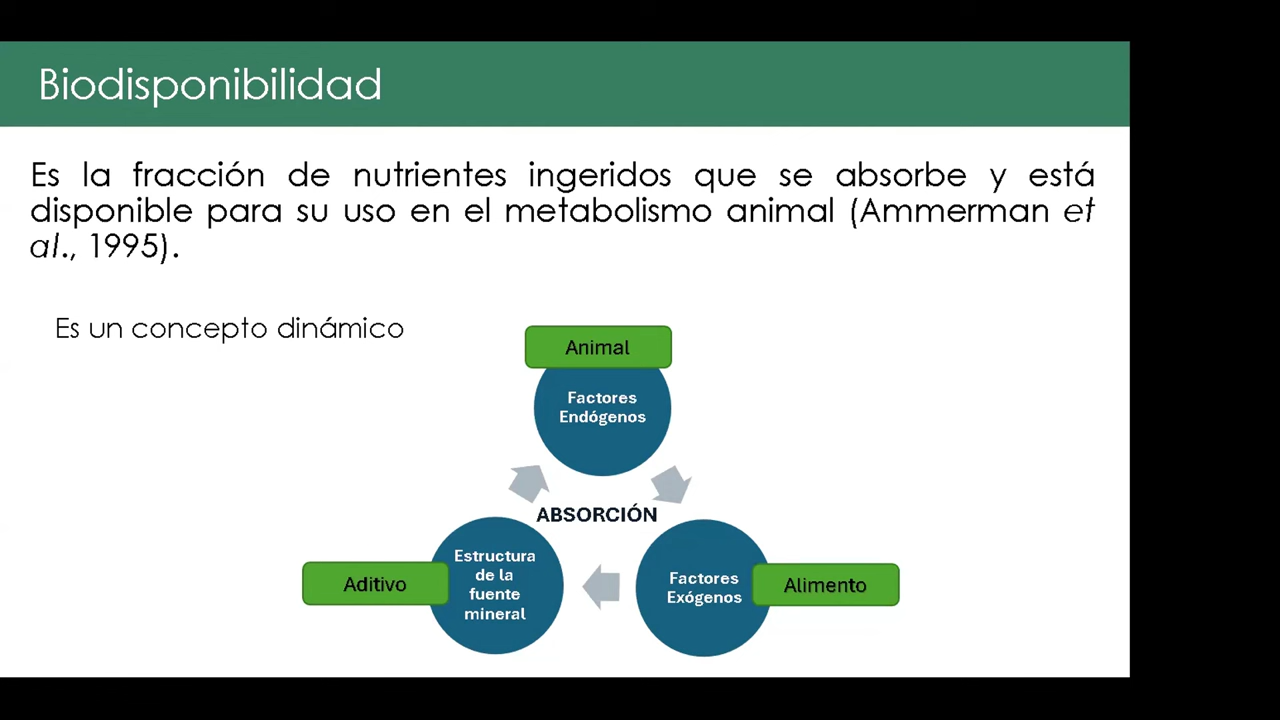 Biodisponibilidad
Es la fracción de nutrientes ingeridos que se absorbe y está
disponible para su uso en el metabolismo animal (Ammerman et
al., 1995).
Es un concepto dinámico
Animal
Factores
Endógenos
ABSORCIÓN
Aditivo
Estructura
de la
fuente
mineral
Factores
Exógenos
Alimento